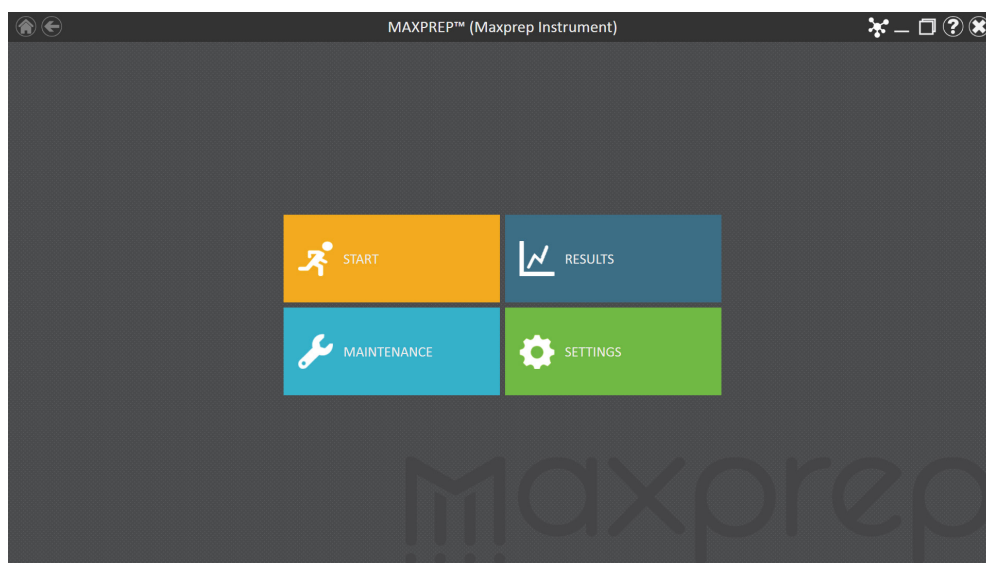 MAXPREP™ (Maxprep Instrument)
START
RESULTS
MAINTENANCE
SETTINGS
maxprep